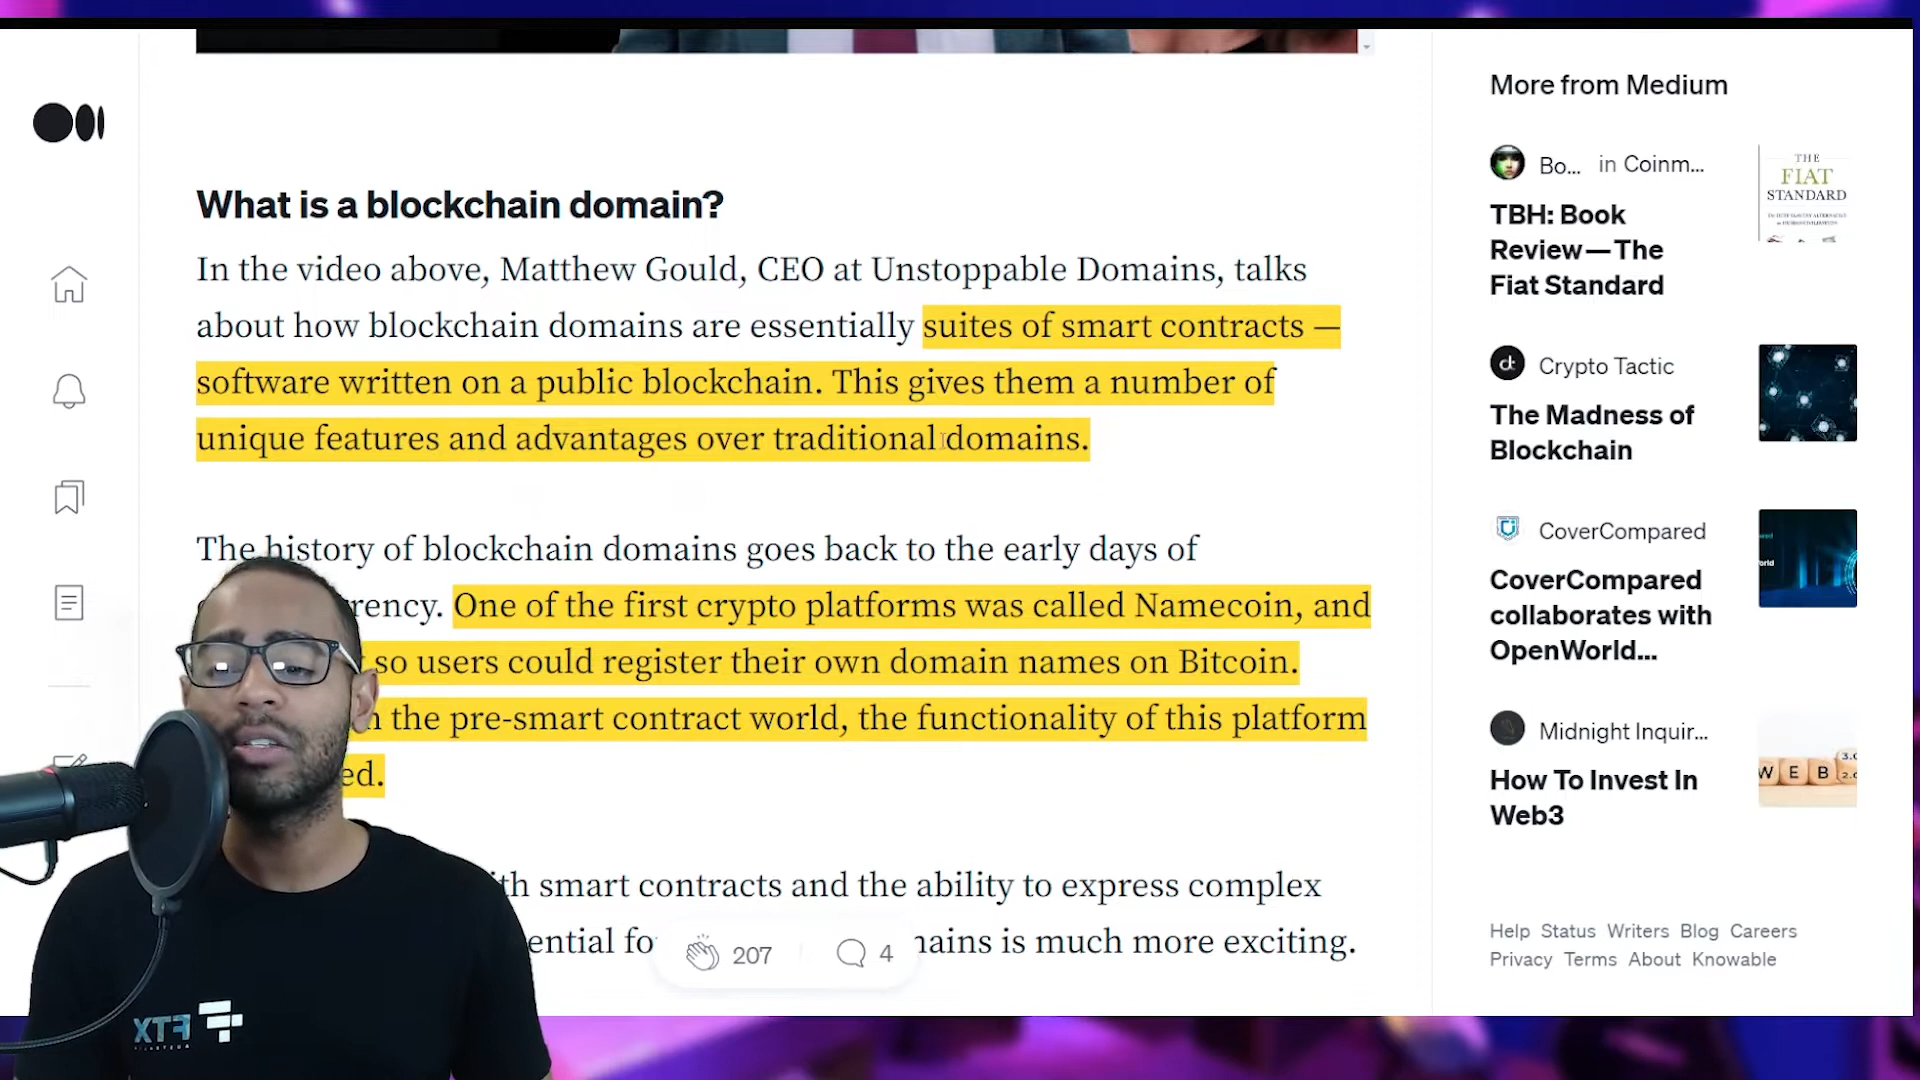 What is a blockchain domain?
In the video above, Matthew Gould, CEO at Unstoppable Domains, talks
about how blockchain domains are essentially suites of smart contracts —
software written on a public blockchain. This gives them a number of
unique features and advantages over traditional domains.
The history of blockchain domains goes back to the early days of
rency. One of the first crypto platforms was called Namecoin, and
so users could register their own domain names on Bitcoin.
the pre-smart contract world, the functionality of this platform
ed.
th smart contracts and the ability to express complex
ential fo
hains is much more exciting.
207
4
FTX
More from Medium
Bo... in Coinm...
TBH: Book
Review — The
Fiat Standard
THE
FIAT
STANDARD
Crypto Tactic
The Madness of
Blockchain
CoverCompared
CoverCompared
collaborates with
OpenWorld...
Midnight Inquir...
How To Invest In
Web3
WEB
Help Status Writers Blog Careers
Privacy Terms About Knowable